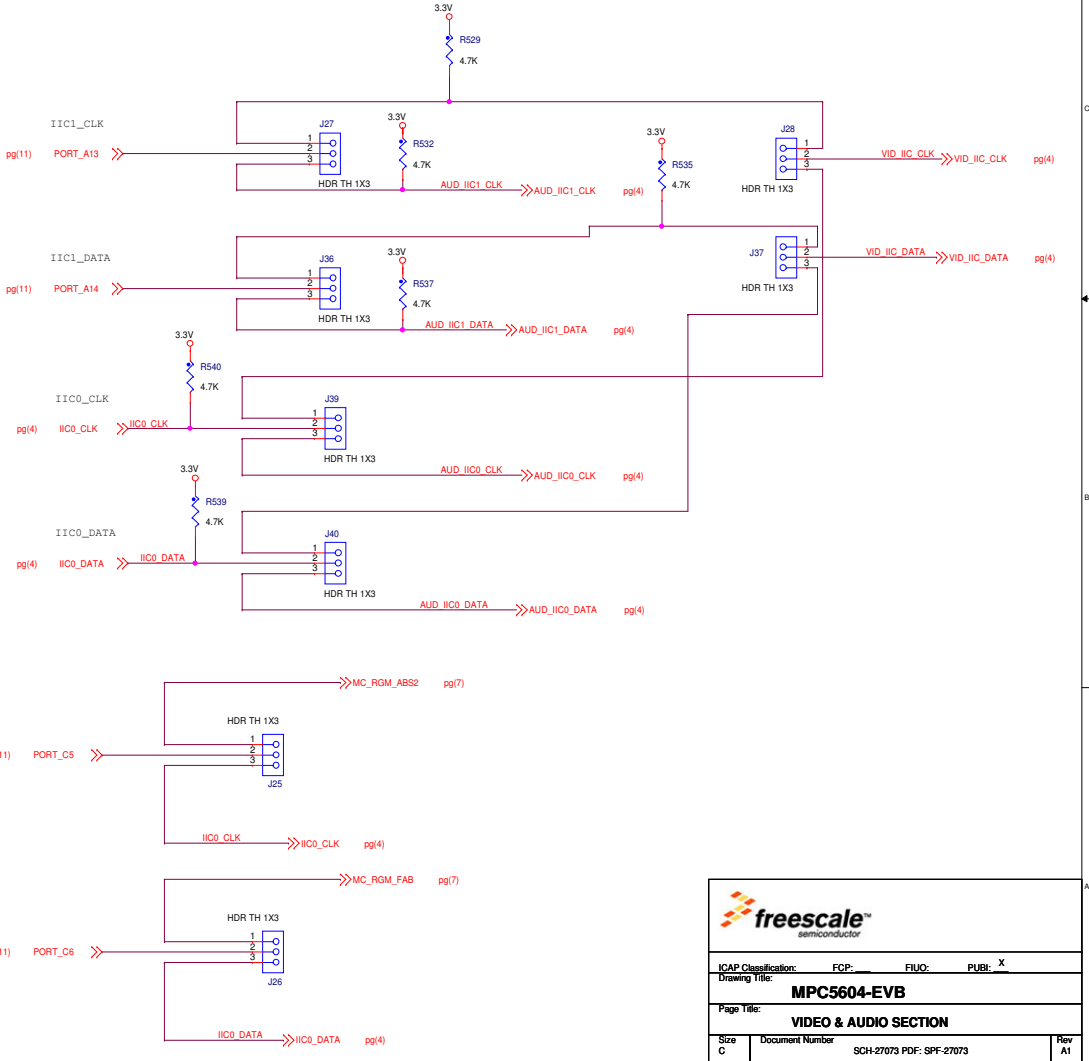 3.3V
R529
4.7K
C
IIC1_CLK
pg(11) PORT_A13
J27
1
2
3
HDR TH 1X3
3.3V
R532
4.7K
AUD_IIC1_CLK
AUD_IIC1_CLK pg(4)
3.3V
R535
4.7K
J28
1
2
3
HDR TH 1X3
VID_IIC_CLK
VID_IIC_CLK pg(4)
IIC1_DATA
pg(11) PORT_A14
J36
1
2
3
HDR TH 1X3
3.3V
R537
4.7K
AUD_IIC1_DATA
AUD_IIC1_DATA pg(4)
J37
1
2
3
HDR TH 1X3
VID_IIC_DATA
VID_IIC_DATA pg(4)
3.3V
R540
4.7K
IIC0_CLK
pg(4) IIC0_CLK
IIC0_CLK
J39
1
2
3
HDR TH 1X3
AUD_IIC0_CLK
AUD_IIC0_CLK pg(4)
3.3V
R539
4.7K
B
IIC0_DATA
pg(4) IIC0_DATA
IIC0_DATA
J40
1
2
3
HDR TH 1X3
AUD_IIC0_DATA
AUD_IIC0_DATA pg(4)
MC_RGM_ABS2 pg(7)
HDR TH 1X3
11) PORT_C5
1
2
3
J25
IIC0_CLK
IIC0_CLK pg(4)
MC_RGM_FAB pg(7)
A
HDR TH 1X3
11) PORT_C6
1
2
3
J26
IIC0_DATA
IIC0_DATA pg(4)
freescale™
semiconductor
ICAP Classification: FCP: ___ FIUO: PUBI: X
Drawing Title:
MPC5604-EVB
Page Title:
VIDEO & AUDIO SECTION
Size
C
Document Number
SCH-27073 PDF: SPF-27073
Rev
A1